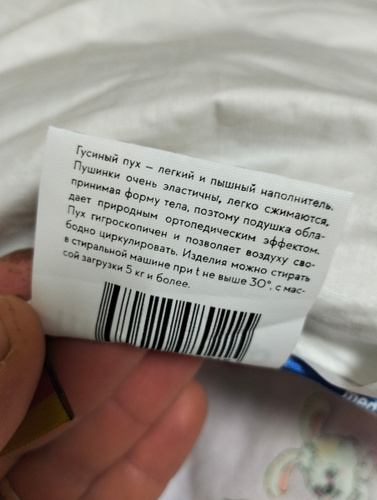 Гусиный пух — легкий и пышный наполнитель.
Пушинки очень эластичны, легко сжимаются,
принимая форму тела, поэтому подушка обла-
дает природным ортопедическим эффектом.
Пух гигроскопичен и позволяет воздуху сво-
бодно циркулировать. Изделия можно стирать
в стиральной машине при t не выше 30°, с мас-
сой загрузки 5 кг и более.